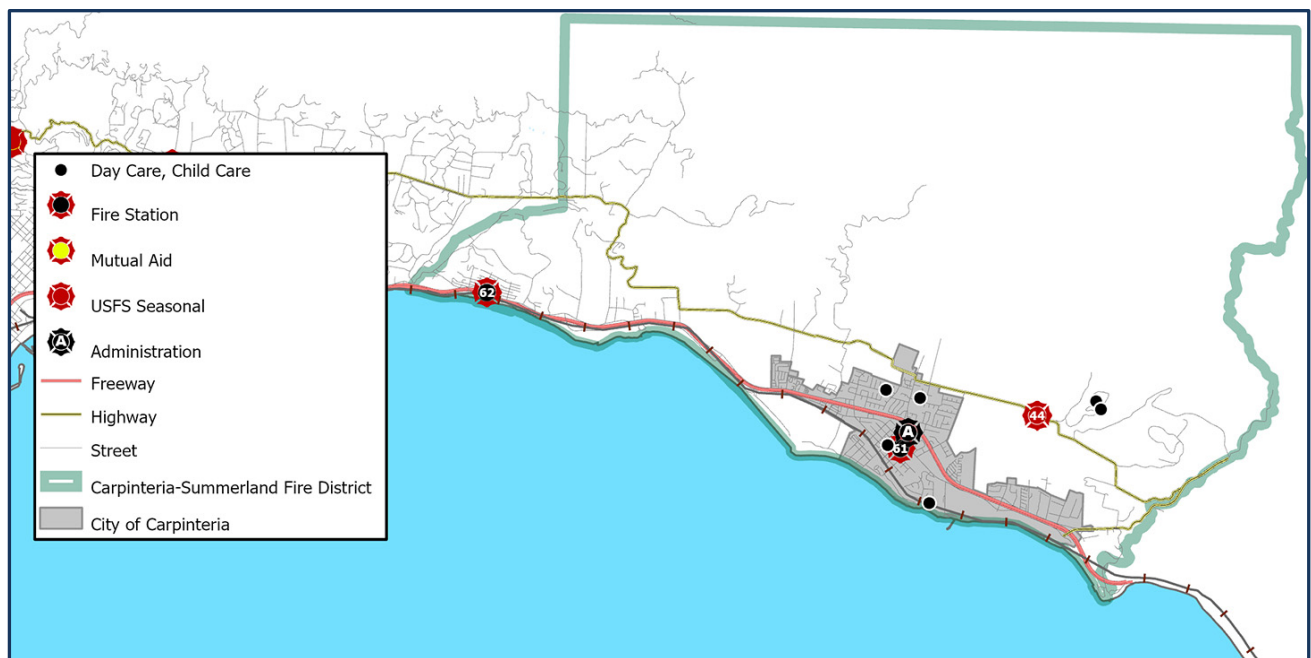 Day Care, Child Care
Fire Station
Mutual Aid
USFS Seasonal
A
Administration
Freeway
Highway
Street
Carpinteria-Summerland Fire District
City of Carpinteria
62
44
A
61